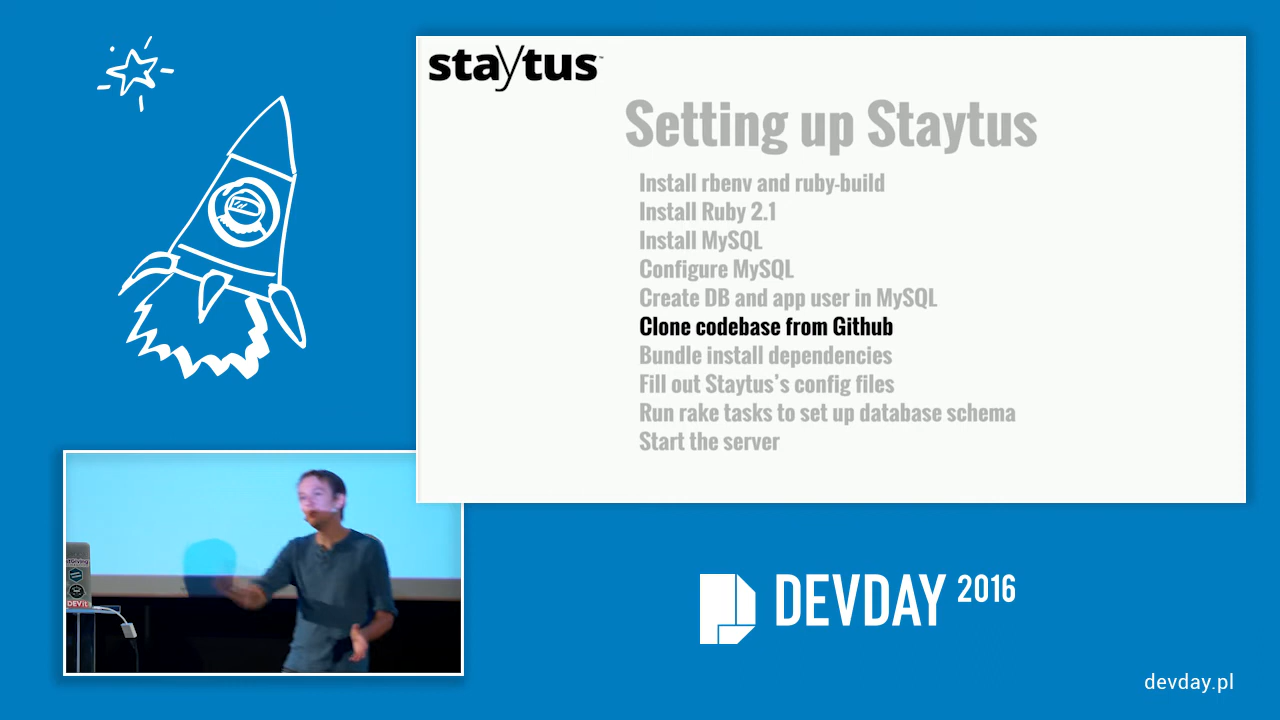 staytus
Setting up Staytus
Install rbenv and ruby-build
Install Ruby 2.1
Install MySQL
Configure MySQL
Create DB and app user in MySQL
Clone codebase from Github
Bundle install dependencies
Fill out Staytus's config files
Run rake tasks to set up database schema
Start the server
DEVit
DEVDAY 2016
devday.pl